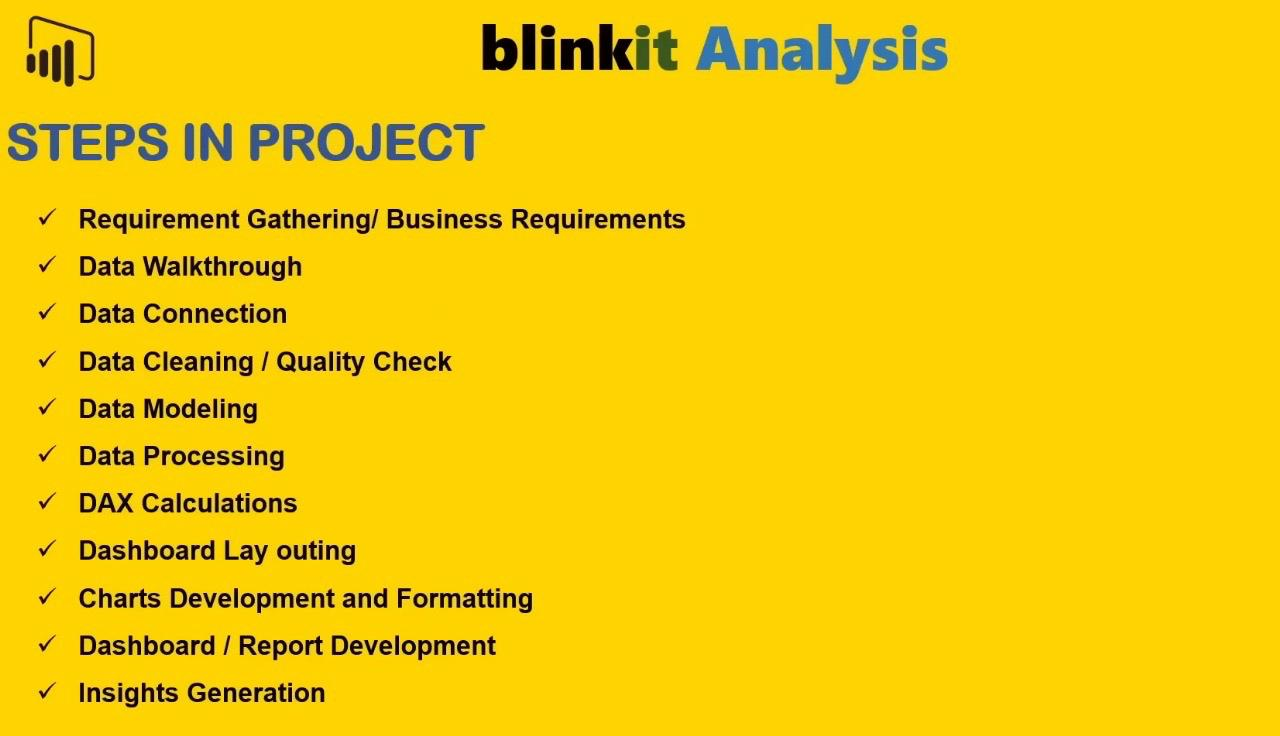 blinkit Analysis
STEPS IN PROJECT
✓ Requirement Gathering/ Business Requirements
✓ Data Walkthrough
✓ Data Connection
✓ Data Cleaning / Quality Check
✓ Data Modeling
✓ Data Processing
✓ DAX Calculations
✓ Dashboard Lay outing
✓ Charts Development and Formatting
✓ Dashboard / Report Development
✓ Insights Generation